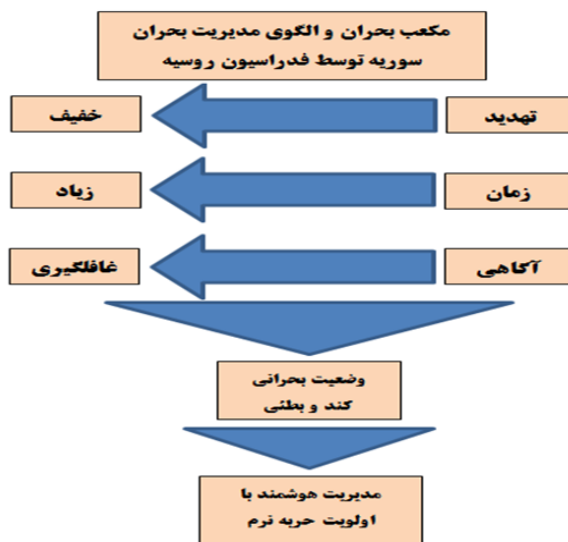 مکعب بحران و الگوی مدیریت بحران
سوریه توسط فدراسیون روسیه
تهدید
خفیف
زمان
زیاد
آگاهی
غافلگیری
وضعیت بحرانی
کند و بطئی
مدیریت هوشمند با
اولویت حربه نرم